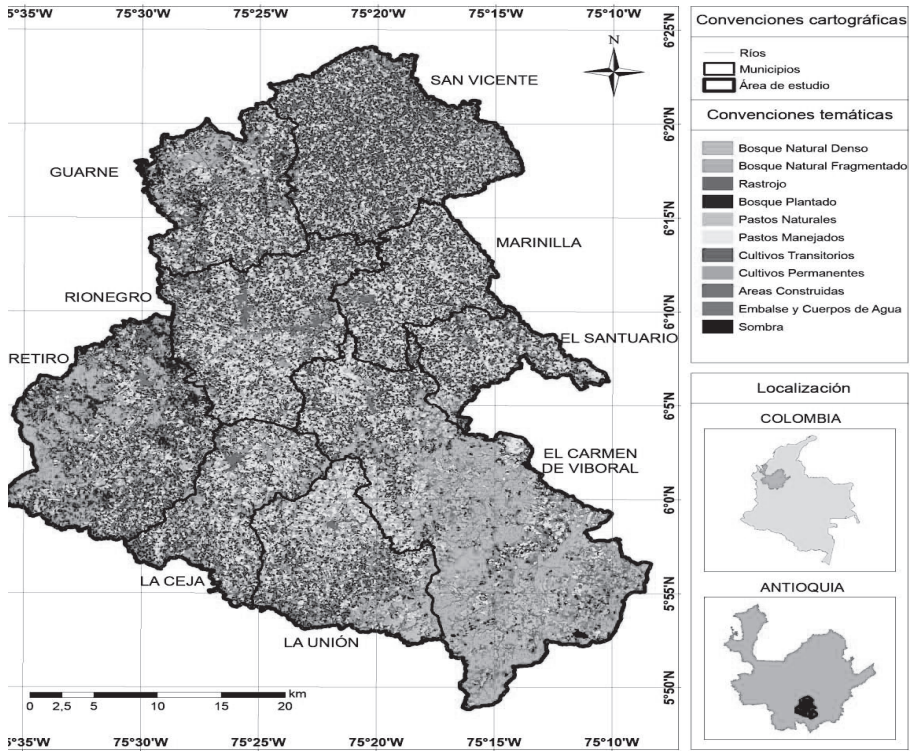 5°35'W 75°30'W 75°25'W 75°20'W 75°15'W 75°10'W
6°25'N
6°20'N
6°15'N
6°10'N
6°5'N
6°0'N
5°55'N
5°50'N
N
SAN VICENTE
GUARNE
MARINILLA
RIONEGRO
EL SANTUARIO
RETIRO
EL CARMEN
DE VIBORAL
LA CEJA
LA UNIÓN
km
0 2,5 5 10 15 20
75°35'W 75°30'W 75°25'W 75°20'W 75°15'W 75°10'W
Convenciones cartográficas
Ríos
Municipios
Área de estudio
Convenciones temáticas
Bosque Natural Denso
Bosque Natural Fragmentado
Rastrojo
Bosque Plantado
Pastos Naturales
Pastos Manejados
Cultivos Transitorios
Cultivos Permanentes
Areas Construidas
Embalse y Cuerpos de Agua
Sombra
Localización
COLOMBIA
ANTIOQUIA